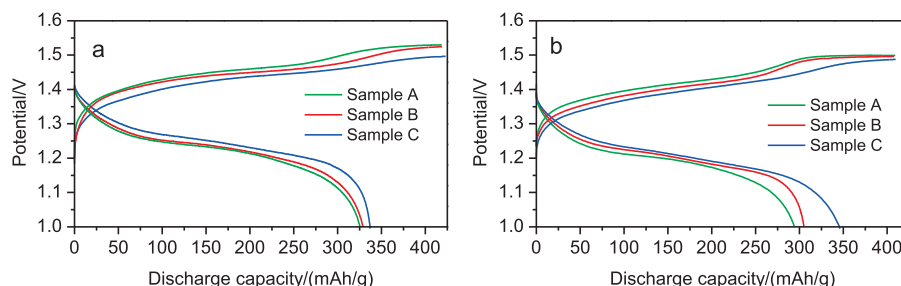 a
1.6
1.5
1.4
1.3
1.2
1.1
1.0
Potential/V
Sample A
Sample B
Sample C
0 50 100 150 200 250 300 350 400
Discharge capacity/(mAh/g)
b
1.6
1.5
1.4
1.3
1.2
1.1
1.0
Potential/V
Sample A
Sample B
Sample C
0 50 100 150 200 250 300 350 400
Discharge capacity/(mAh/g)